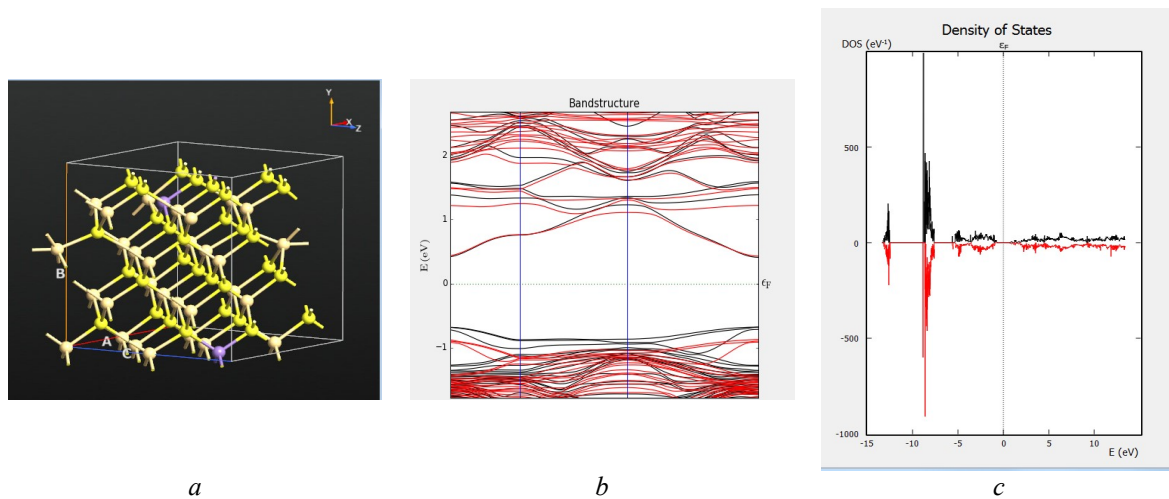 Y
X
Z
B
A
C
a
Bandstructure
E (eV)
2
1
0
−1
ϵF
b
Density of States
DOS (eV⁻¹)
εF
500
0
-500
-1000
-15
-10
-5
0
5
10
E (eV)
c